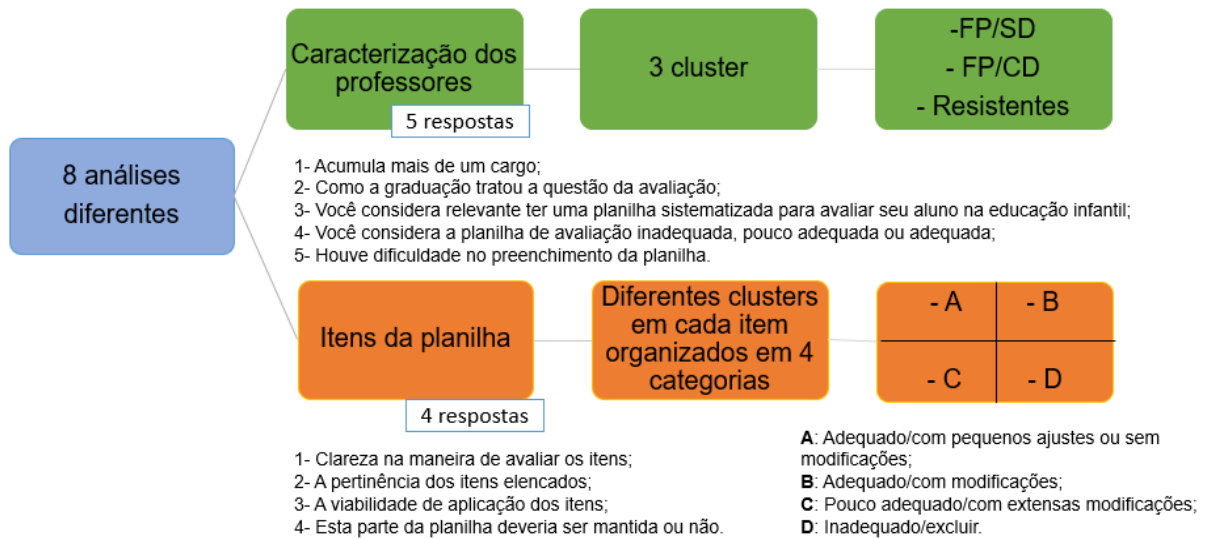 8 análises
diferentes
Caracterização dos
professores
5 respostas
3 cluster
-FP/SD
- FP/CD
- Resistentes
1- Acumula mais de um cargo;
2- Como a graduação tratou a questão da avaliação;
3- Você considera relevante ter uma planilha sistematizada para avaliar seu aluno na educação infantil;
4- Você considera a planilha de avaliação inadequada, pouco adequada ou adequada;
5- Houve dificuldade no preenchimento da planilha.
Itens da planilha
4 respostas
Diferentes clusters
em cada item
organizados em 4
categorias
- A
- B
- C
- D
1- Clareza na maneira de avaliar os itens;
2- A pertinência dos itens elencados;
3- A viabilidade de aplicação dos itens;
4- Esta parte da planilha deveria ser mantida ou não.
A: Adequado/com pequenos ajustes ou sem
modificações;
B: Adequado/com modificações;
C: Pouco adequado/com extensas modificações;
D: Inadequado/excluir.